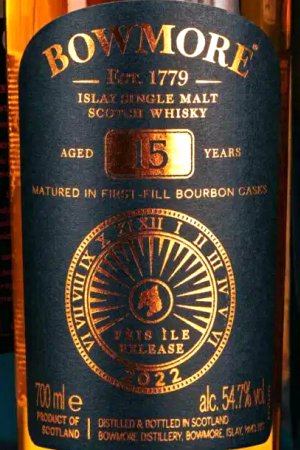 BOWMORE
EST. 1779
ISLAY SINGLE MALT
SCOTCH WHISKY
AGED 15 YEARS
MATURED IN FIRST-FILL BOURBON CASKS
XII I II III IV V VI VII VIII IX X XI
FÈIS ÌLE
RELEASE
2022
700 ml e alc. 54.7% vol
PRODUCT OF
SCOTLAND
DISTILLED & BOTTLED IN SCOTLAND
BOWMORE DISTILLERY, BOWMORE, ISLAY,